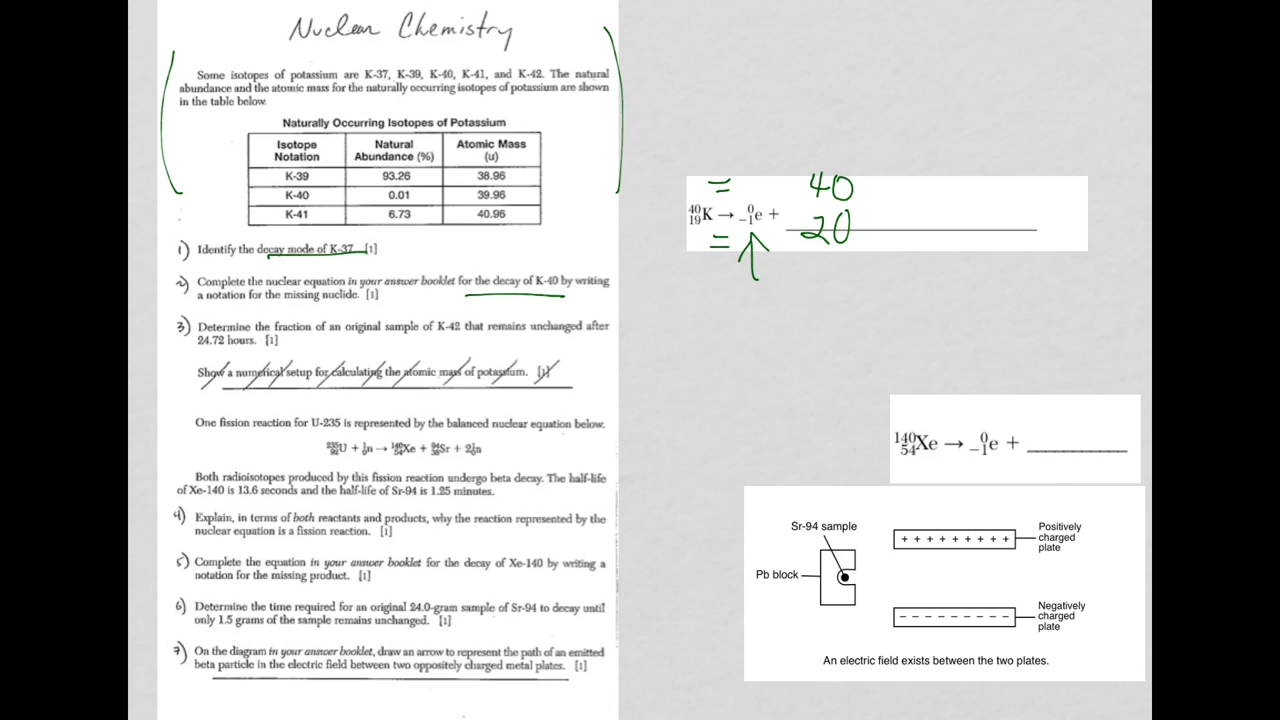 Nuclear Chemistry
Some isotopes of potassium are K-37, K-39, K-40, K-41, and K-42. The natural
abundance and the atomic mass for the naturally occurring isotopes of potassium are shown
in the table below.
Naturally Occurring Isotopes of Potassium
Isotope Notation Natural Abundance (%) Atomic Mass (u)
K-39 93.26 38.96
K-40 0.01 39.96
K-41 6.73 40.96
1) Identify the decay mode of K-37. [1]
2) Complete the nuclear equation in your answer booklet for the decay of K-40 by writing
a notation for the missing nuclide. [1]
3) Determine the fraction of an original sample of K-42 that remains unchanged after
24.72 hours. [1]
Show a numerical setup for calculating the atomic mass of potassium. [1]
One fission reaction for U-235 is represented by the balanced nuclear equation below.
²³⁵₉₂U + ¹₀n → ¹⁴⁰₅₄Xe + ⁹⁴₃₈Sr + 2¹₀n
Both radioisotopes produced by this fission reaction undergo beta decay. The half-life
of Xe-140 is 13.6 seconds and the half-life of Sr-94 is 1.25 minutes.
4) Explain, in terms of both reactants and products, why the reaction represented by the
nuclear equation is a fission reaction. [1]
5) Complete the equation in your answer booklet for the decay of Xe-140 by writing a
notation for the missing product. [1]
6) Determine the time required for an original 24.0-gram sample of Sr-94 to decay until
only 1.5 grams of the sample remains unchanged. [1]
7) On the diagram in your answer booklet, draw an arrow to represent the path of an emitted
beta particle in the electric field between two oppositely charged metal plates. [1]
= 40
⁴⁰₁₉K → ⁰₋₁e + ____
= 20
¹⁴⁰₅₄Xe → ⁰₋₁e + ____
Sr-94 sample
+ + + + + + + + +
Positively
charged
plate
Pb block
− − − − − − − − −
Negatively
charged
plate
An electric field exists between the two plates.